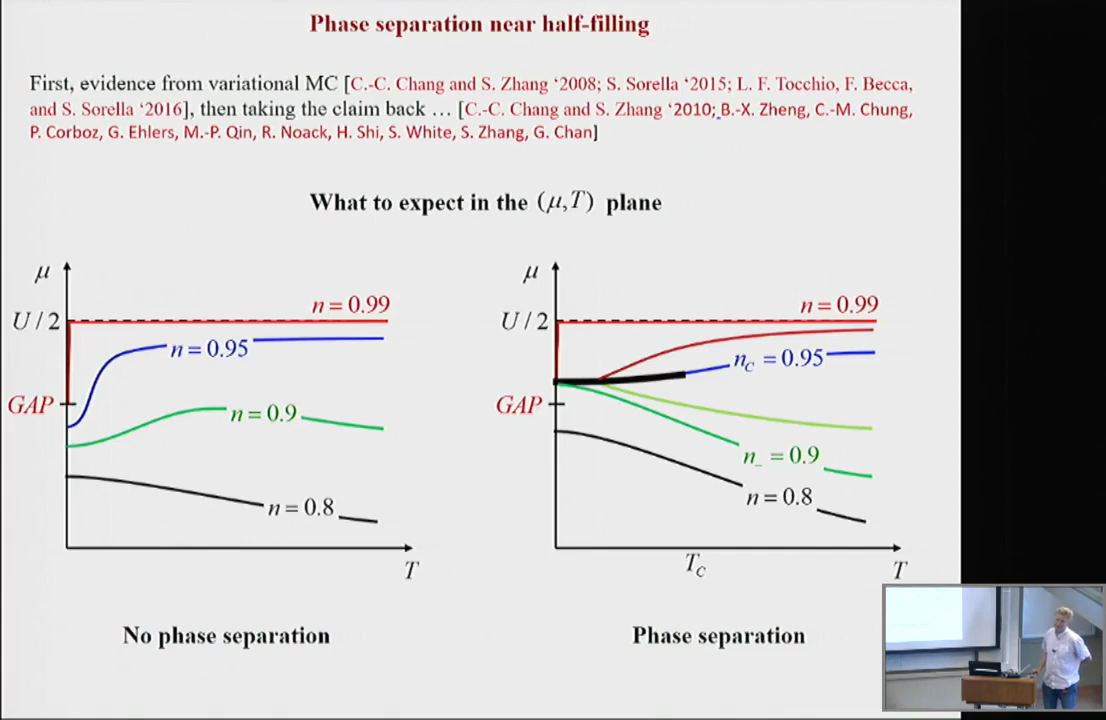 Phase separation near half-filling
First, evidence from variational MC [C.-C. Chang and S. Zhang ‘2008; S. Sorella ‘2015; L. F. Tocchio, F. Becca,
and S. Sorella ‘2016], then taking the claim back … [C.-C. Chang and S. Zhang ‘2010; B.-X. Zheng, C.-M. Chung,
P. Corboz, G. Ehlers, M.-P. Qin, R. Noack, H. Shi, S. White, S. Zhang, G. Chan]
What to expect in the (μ,T) plane
μ
U / 2
n = 0.99
n = 0.95
GAP
n = 0.9
n = 0.8
T
No phase separation
μ
U / 2
n = 0.99
n_C = 0.95
GAP
n_- = 0.9
n = 0.8
T_C
T
Phase separation